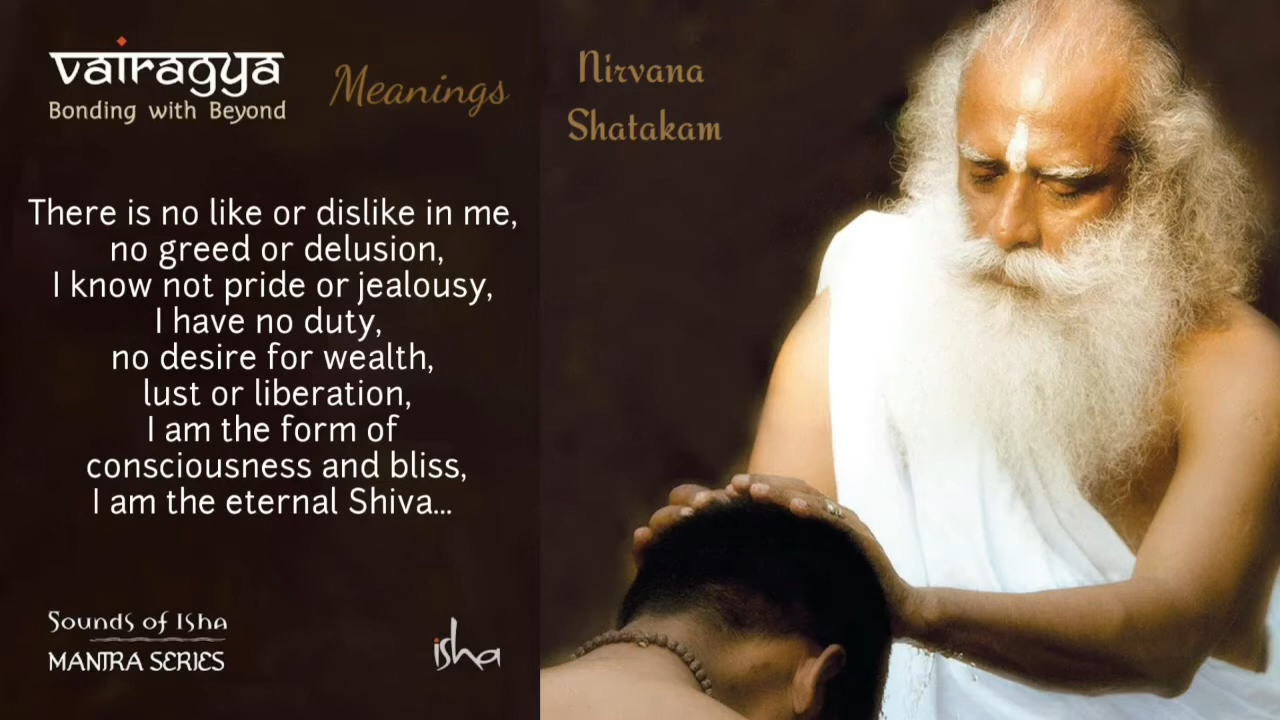 vairagya
Bonding with Beyond
Meanings
Nirvana
Shatakam
There is no like or dislike in me,
no greed or delusion,
I know not pride or jealousy,
I have no duty,
no desire for wealth,
lust or liberation,
I am the form of
consciousness and bliss,
I am the eternal Shiva...
Sounds of Isha
MANTRA SERIES
isha